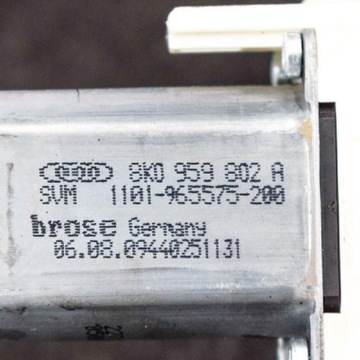 8K0 959 802 A
SVM 1101-965575-200
brose Germany
06.08.09440251131